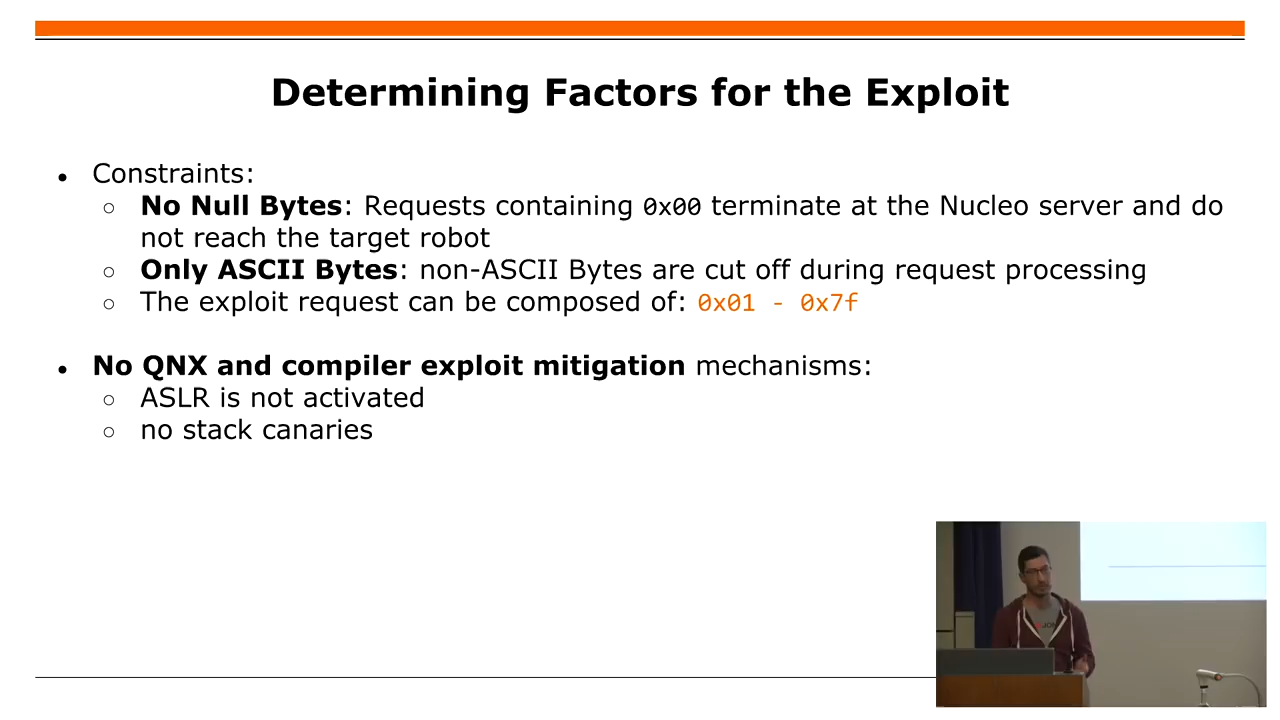 Determining Factors for the Exploit
● Constraints:
○ No Null Bytes: Requests containing 0x00 terminate at the Nucleo server and do
not reach the target robot
○ Only ASCII Bytes: non-ASCII Bytes are cut off during request processing
○ The exploit request can be composed of: 0x01 - 0x7f
● No QNX and compiler exploit mitigation mechanisms:
○ ASLR is not activated
○ no stack canaries